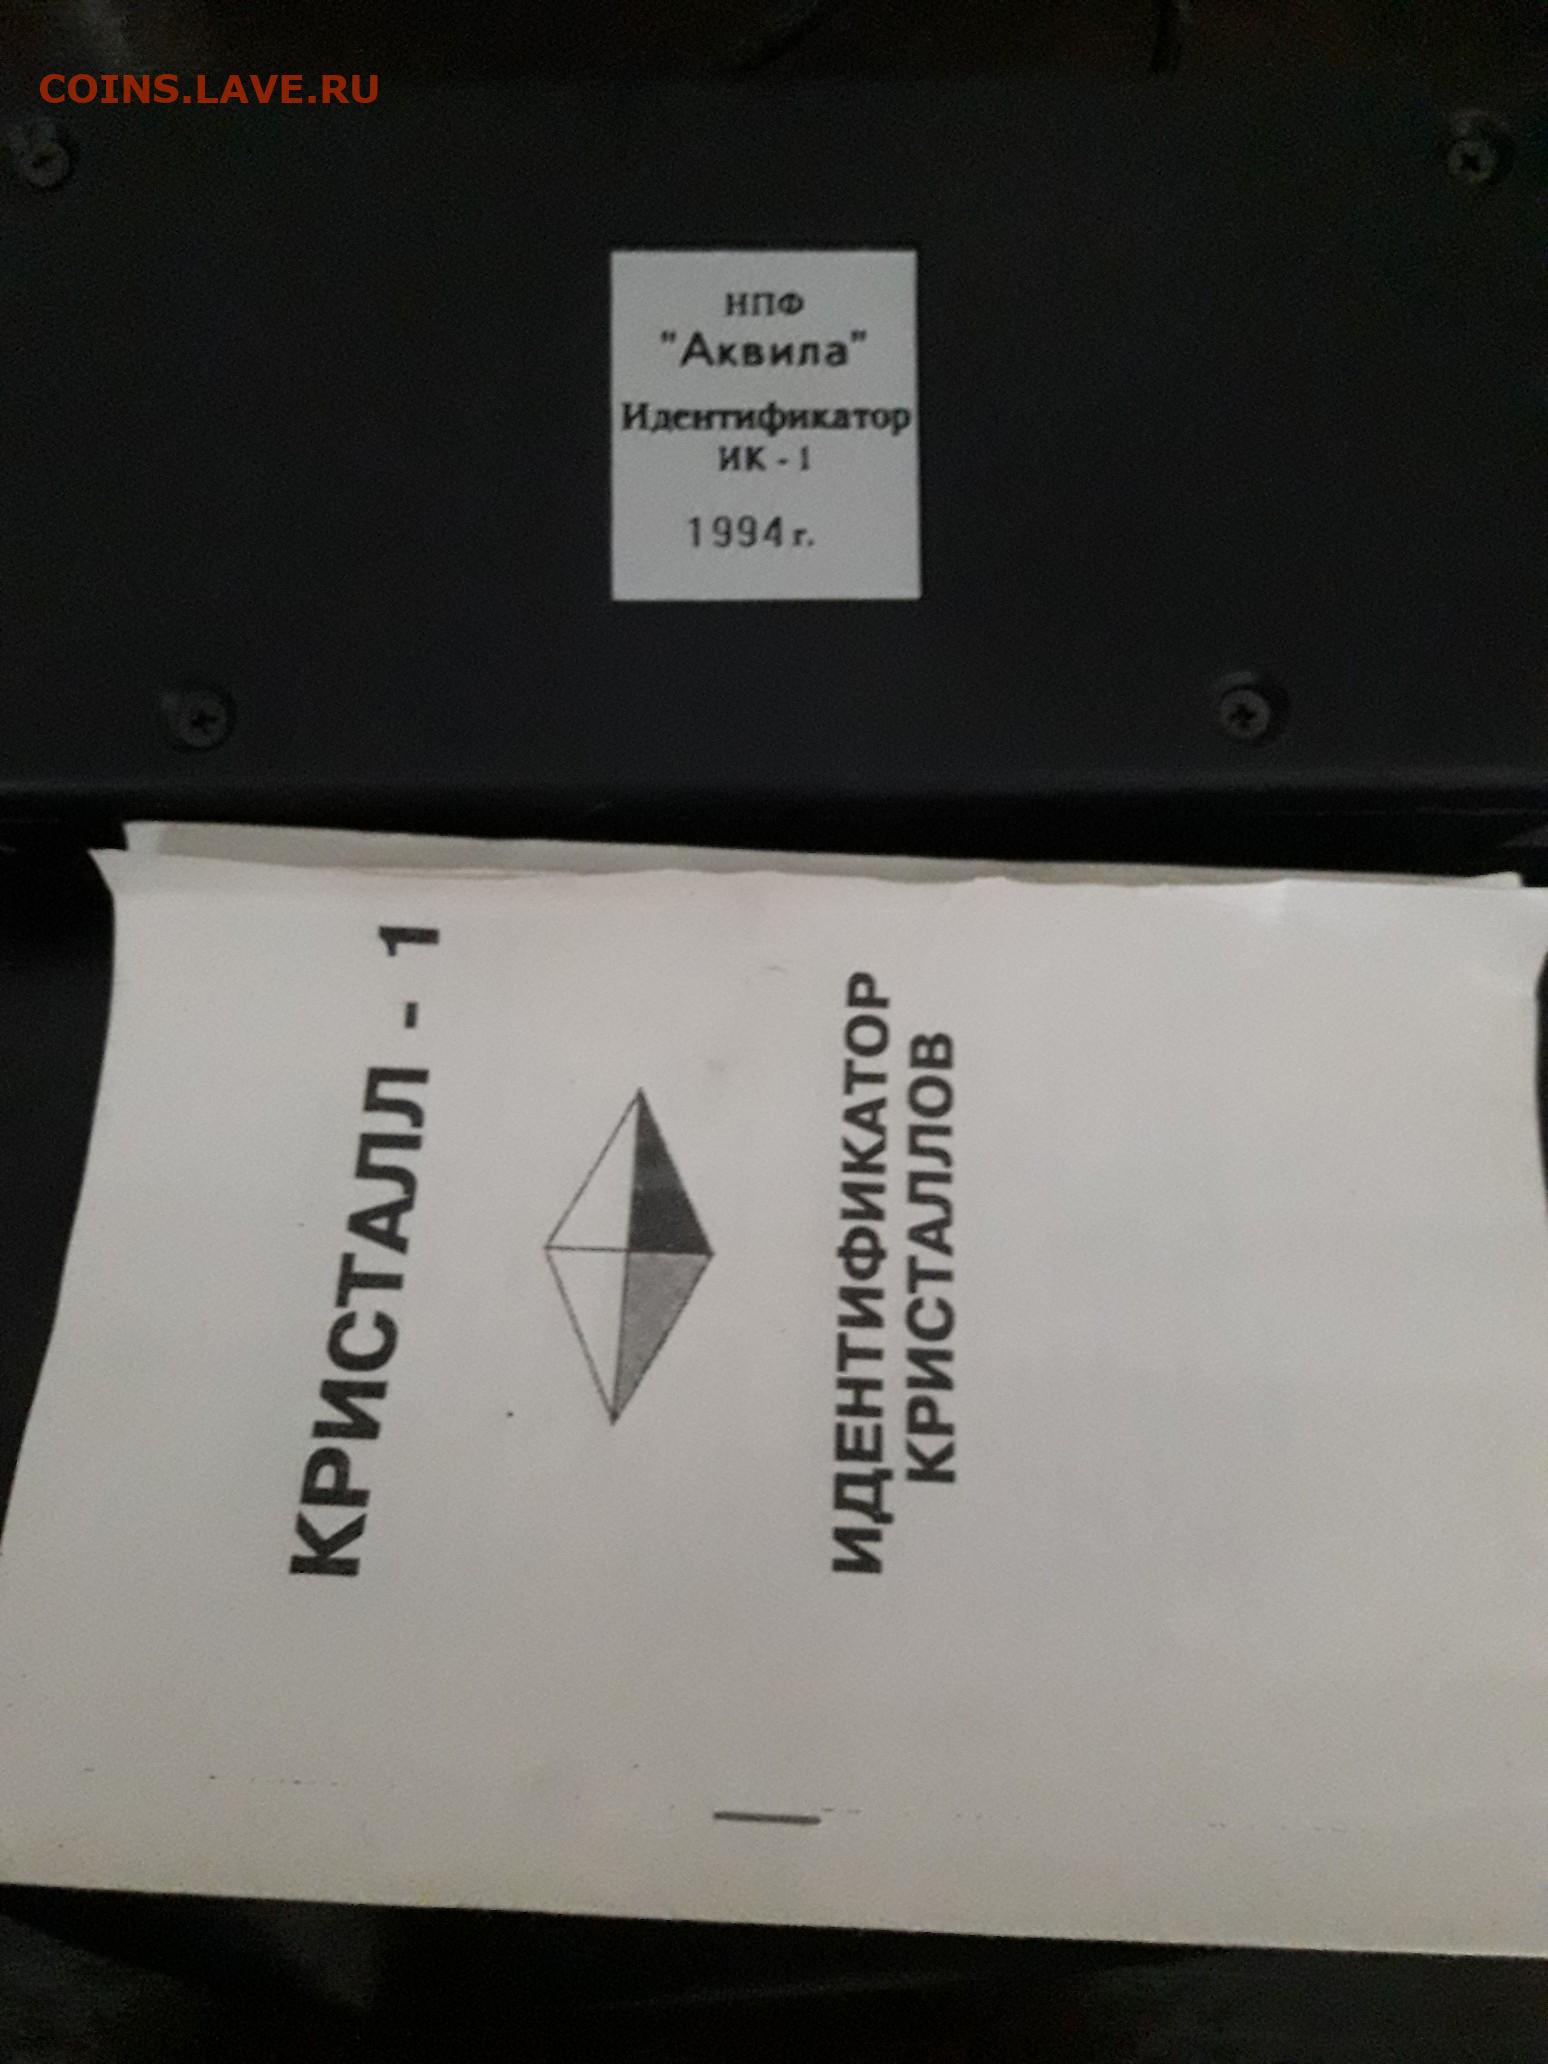 COINS.LAVE.RU
НПФ
"Аквила"
Идентификатор
ИК - 1
1994 г.
КРИСТАЛЛ - 1
ИДЕНТИФИКАТОР
КРИСТАЛЛОВ